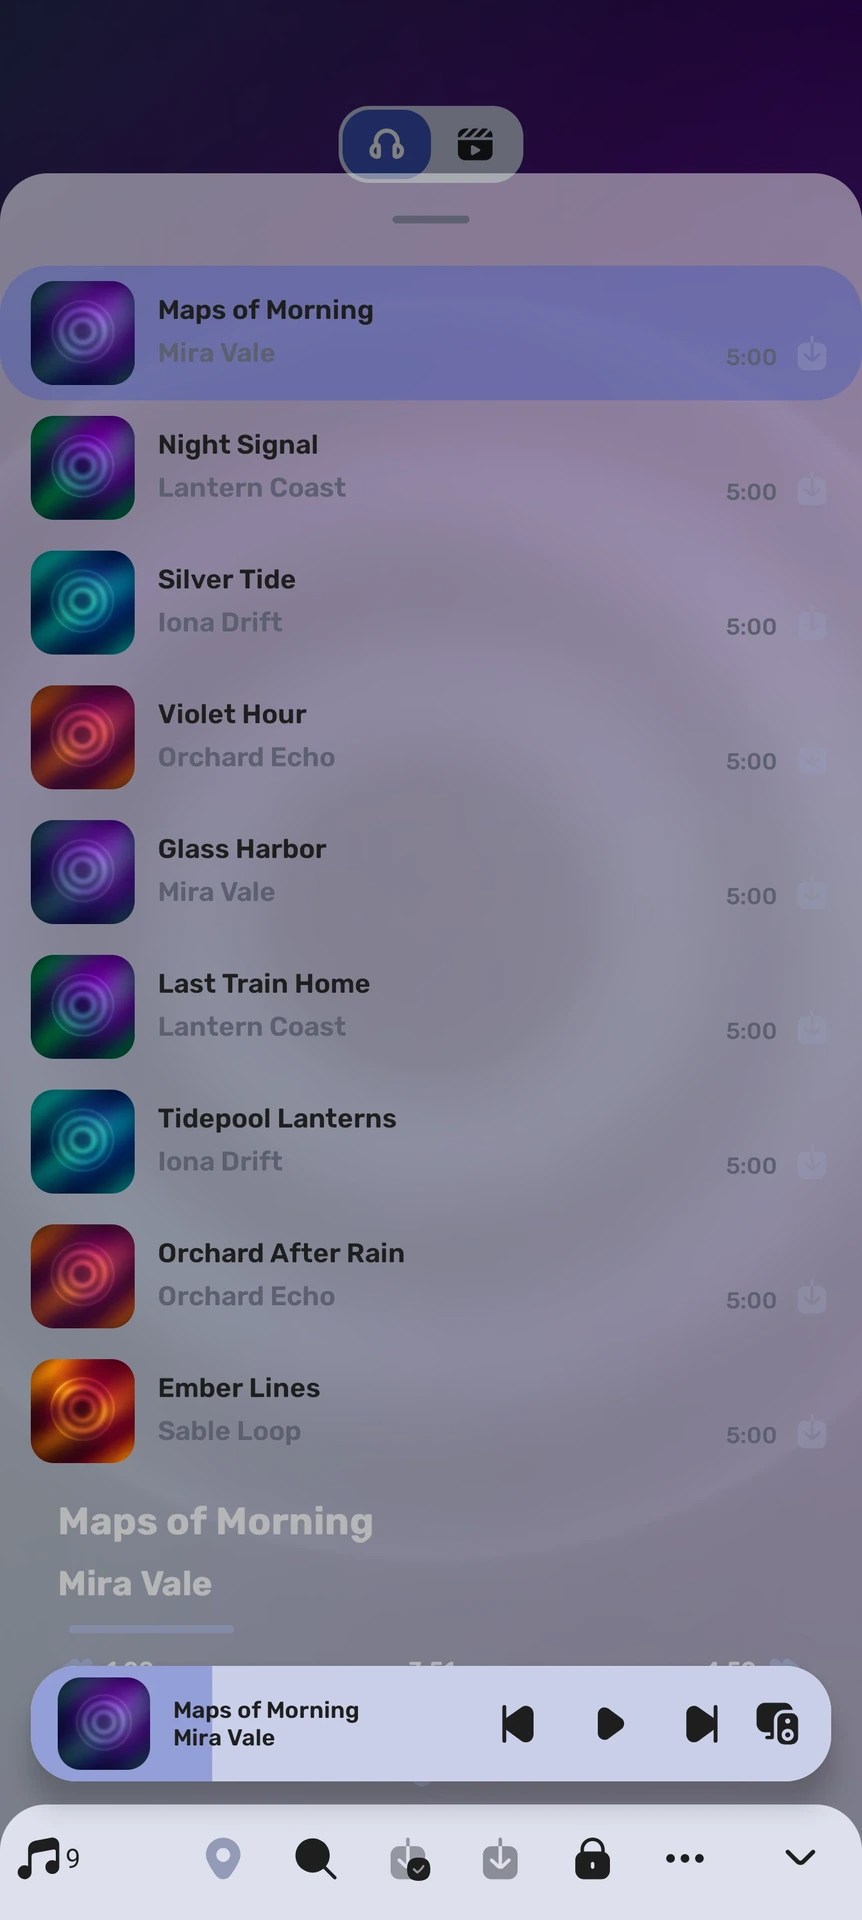 Maps of Morning
Mira Vale
5:00
Night Signal
Lantern Coast
5:00
Silver Tide
Iona Drift
5:00
Violet Hour
Orchard Echo
5:00
Glass Harbor
Mira Vale
5:00
Last Train Home
Lantern Coast
5:00
Tidepool Lanterns
Iona Drift
5:00
Orchard After Rain
Orchard Echo
5:00
Ember Lines
Sable Loop
5:00
Maps of Morning
Mira Vale
Maps of Morning
Mira Vale
9